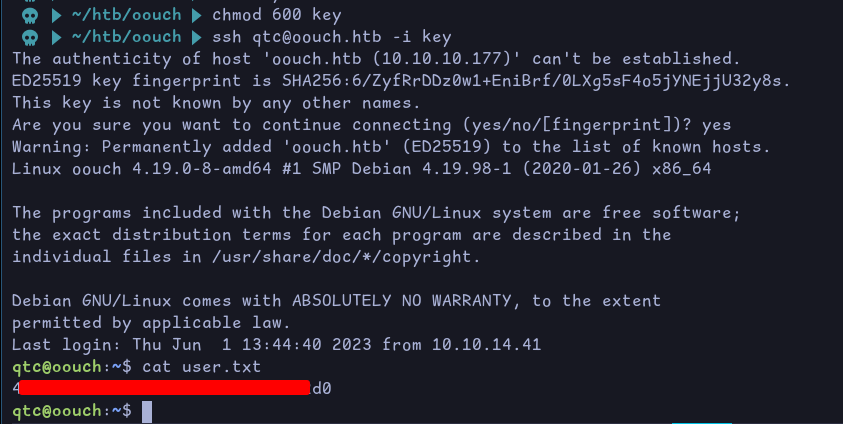 ~/htb/oouch chmod 600 key
~/htb/oouch ssh qtc@oouch.htb -i key
The authenticity of host 'oouch.htb (10.10.10.177)' can't be established.
ED25519 key fingerprint is SHA256:6/ZyfRrDDz0w1+EniBrf/0LXg5sF4o5jYNEjjU32y8s.
This key is not known by any other names.
Are you sure you want to continue connecting (yes/no/[fingerprint])? yes
Warning: Permanently added 'oouch.htb' (ED25519) to the list of known hosts.
Linux oouch 4.19.0-8-amd64 #1 SMP Debian 4.19.98-1 (2020-01-26) x86_64
The programs included with the Debian GNU/Linux system are free software;
the exact distribution terms for each program are described in the
individual files in /usr/share/doc/*/copyright.
Debian GNU/Linux comes with ABSOLUTELY NO WARRANTY, to the extent
permitted by applicable law.
Last login: Thu Jun  1 13:44:40 2023 from 10.10.14.41
qtc@oouch:~$ cat user.txt
4 d0
qtc@oouch:~$